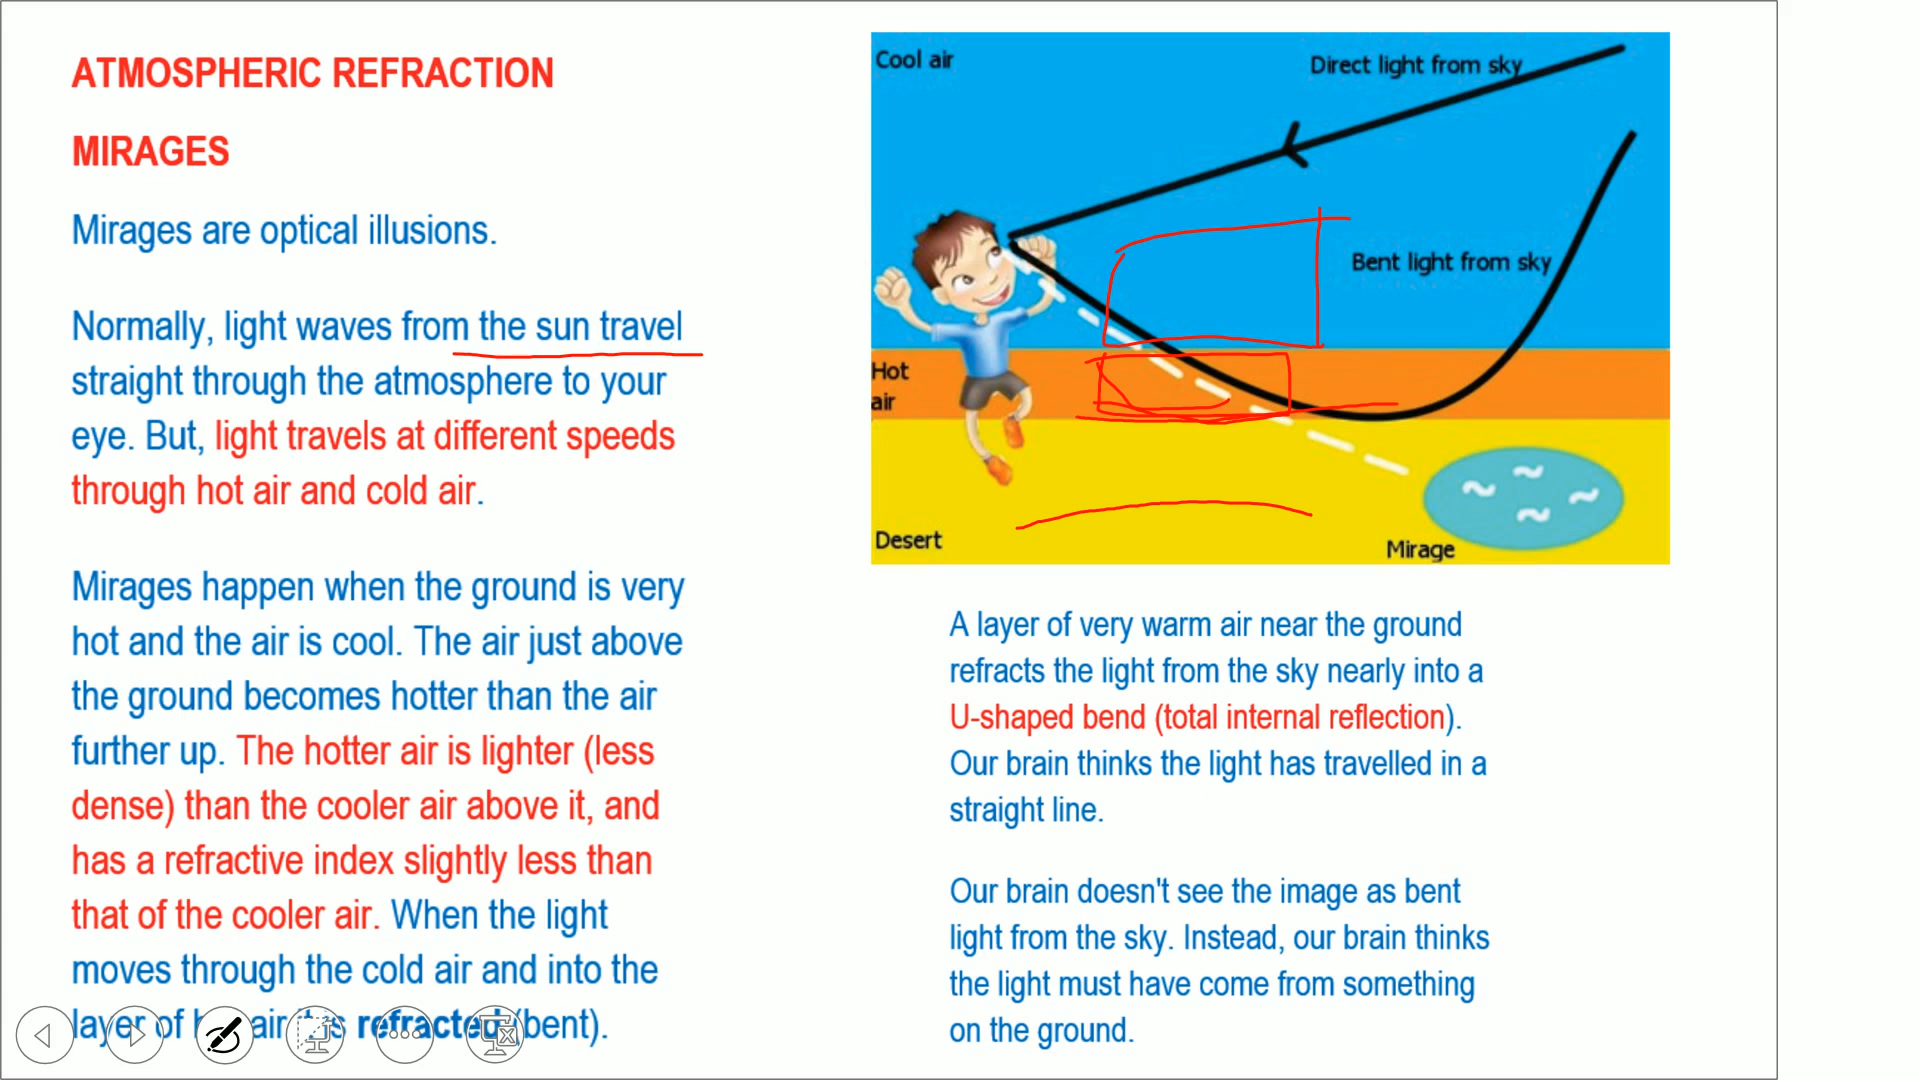 ATMOSPHERIC REFRACTION
MIRAGES
Mirages are optical illusions.
Normally, light waves from the sun travel
straight through the atmosphere to your
eye. But, light travels at different speeds
through hot air and cold air.
Mirages happen when the ground is very
hot and the air is cool. The air just above
the ground becomes hotter than the air
further up. The hotter air is lighter (less
dense) than the cooler air above it, and
has a refractive index slightly less than
that of the cooler air. When the light
moves through the cold air and into the
layer of air refracted (bent).
Cool air
Direct light from sky
Bent light from sky
Hot
air
Desert
Mirage
A layer of very warm air near the ground
refracts the light from the sky nearly into a
U-shaped bend (total internal reflection).
Our brain thinks the light has travelled in a
straight line.
Our brain doesn't see the image as bent
light from the sky. Instead, our brain thinks
the light must have come from something
on the ground.